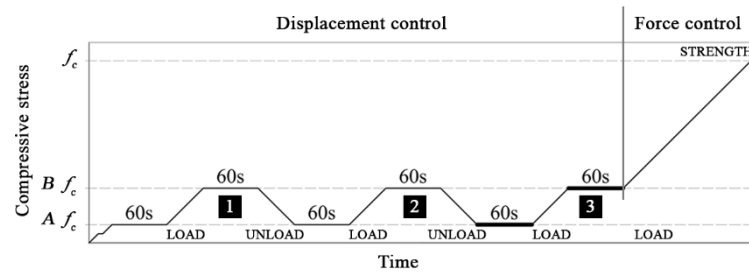 Displacement control Force control
f_c STRENGTH
Compressive stress
60s 60s 60s
B f_c
1 2 3
60s 60s 60s
A f_c
LOAD UNLOAD LOAD UNLOAD LOAD LOAD
Time